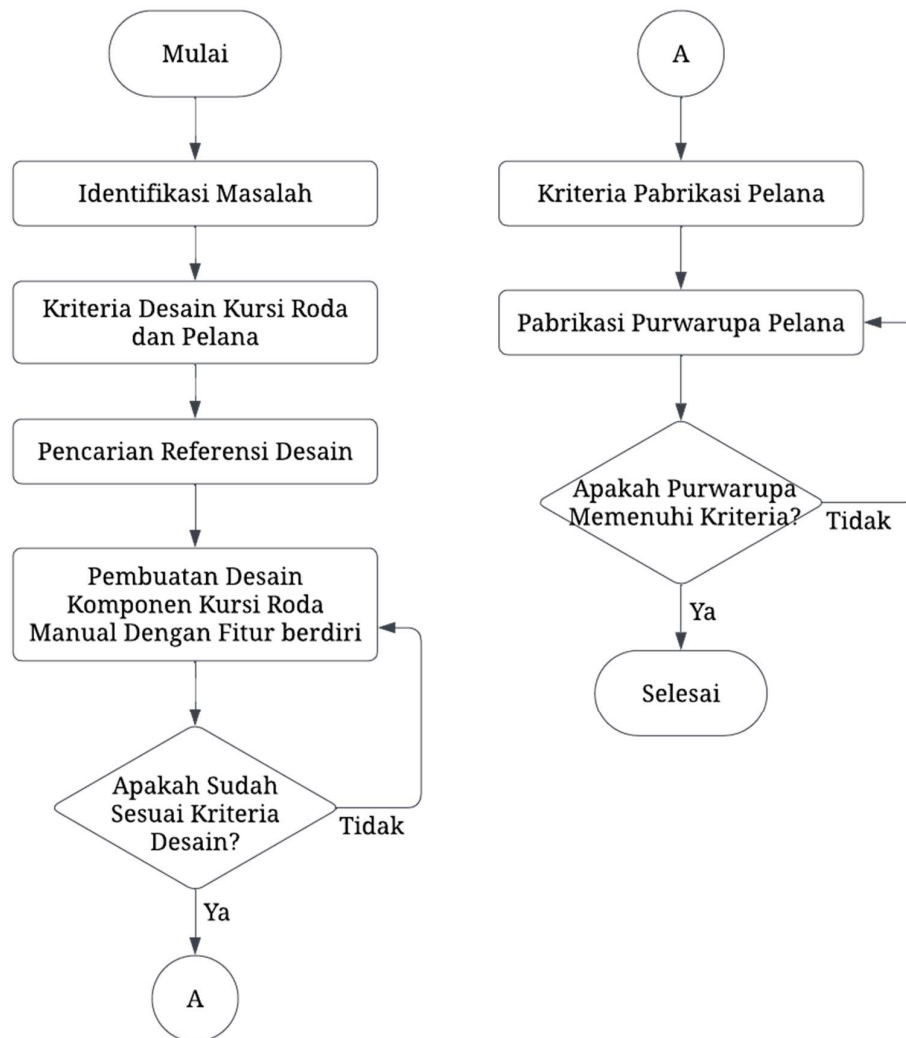 Mulai
Identifikasi Masalah
Kriteria Desain Kursi Roda
dan Pelana
Pencarian Referensi Desain
Pembuatan Desain
Komponen Kursi Roda
Manual Dengan Fitur berdiri
Apakah Sudah
Sesuai Kriteria
Desain?
Tidak
Ya
A
A
Kriteria Pabrikasi Pelana
Pabrikasi Purwarupa Pelana
Apakah Purwarupa
Memenuhi Kriteria?
Tidak
Ya
Selesai